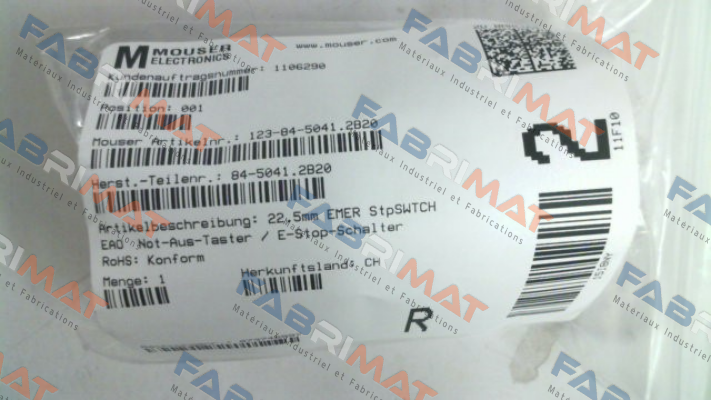 MOUSER
ELECTRONICS
www.mouser.com
Kundenauftragsnummer: 1106290
Position: 001
Mouser Artikelnr.: 123-84-5041.2B20
Herst.-Teilenr.: 84-5041.2B20
Artikelbeschreibung: 22.5mm EMER StpSWTCH
EAO Not-Aus-Taster / E-Stop-Schalter
RoHS: Konform
Menge: 1
Herkunftsland: CH
R
2
11F10
FABRIMAT
Materiaux Industriel et Fabrications